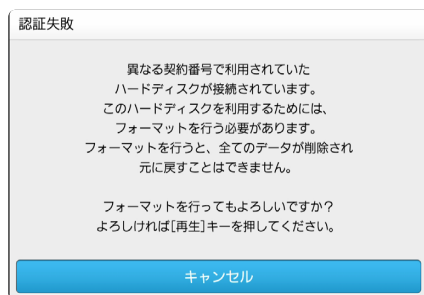 認証失敗
異なる契約番号で利用されていた
ハードディスクが接続されています。
このハードディスクを利用するためには、
フォーマットを行う必要があります。
フォーマットを行うと、全てのデータが削除され
元に戻すことはできません。
フォーマットを行ってもよろしいですか？
よろしければ[再生]キーを押してください。
キャンセル